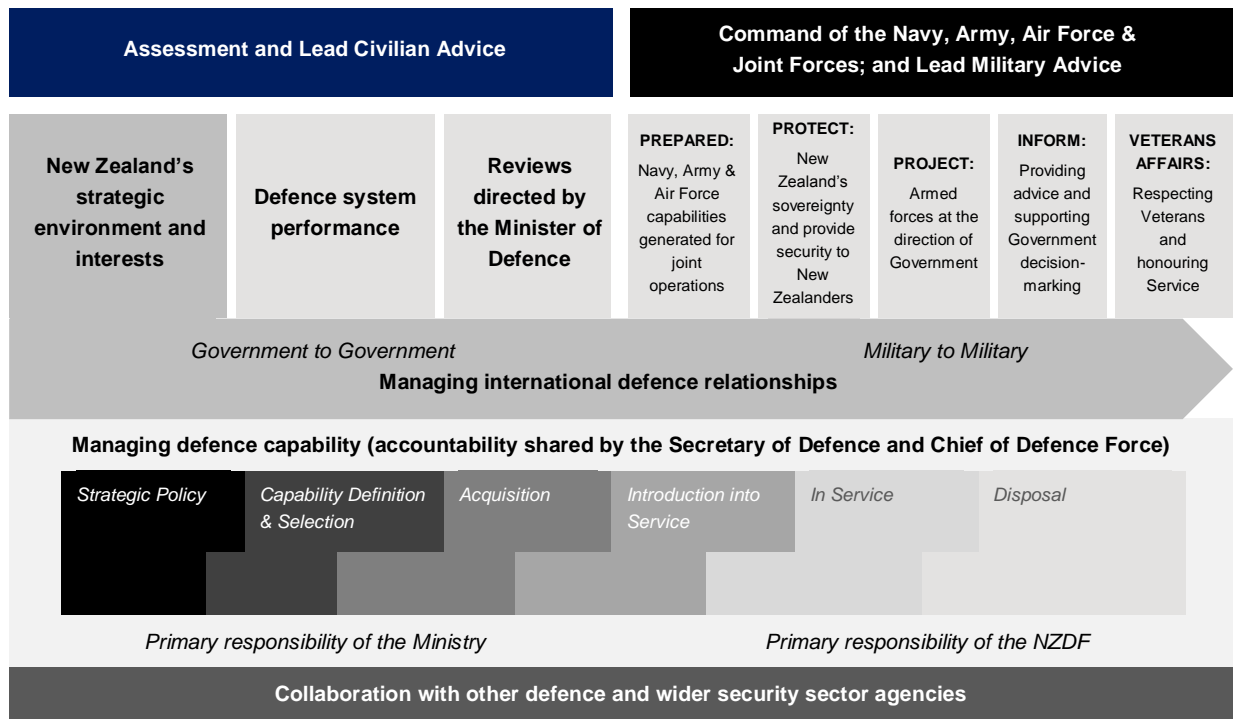 Assessment and Lead Civilian Advice
Command of the Navy, Army, Air Force &
Joint Forces; and Lead Military Advice
New Zealand's
strategic
environment and
interests
Defence system
performance
Reviews
directed by
the Minister of
Defence
PREPARED:
Navy, Army &
Air Force
capabilities
generated for
joint
operations
PROTECT:
New
Zealand's
sovereignty
and provide
security to
New
Zealanders
PROJECT:
Armed
forces at the
direction of
Government
INFORM:
Providing
advice and
supporting
Government
decision-
marking
VETERANS
AFFAIRS:
Respecting
Veterans
and
honouring
Service
Government to Government
Military to Military
Managing international defence relationships
Managing defence capability (accountability shared by the Secretary of Defence and Chief of Defence Force)
Strategic Policy
Capability Definition
& Selection
Acquisition
Introduction into
Service
In Service
Disposal
Primary responsibility of the Ministry
Primary responsibility of the NZDF
Collaboration with other defence and wider security sector agencies